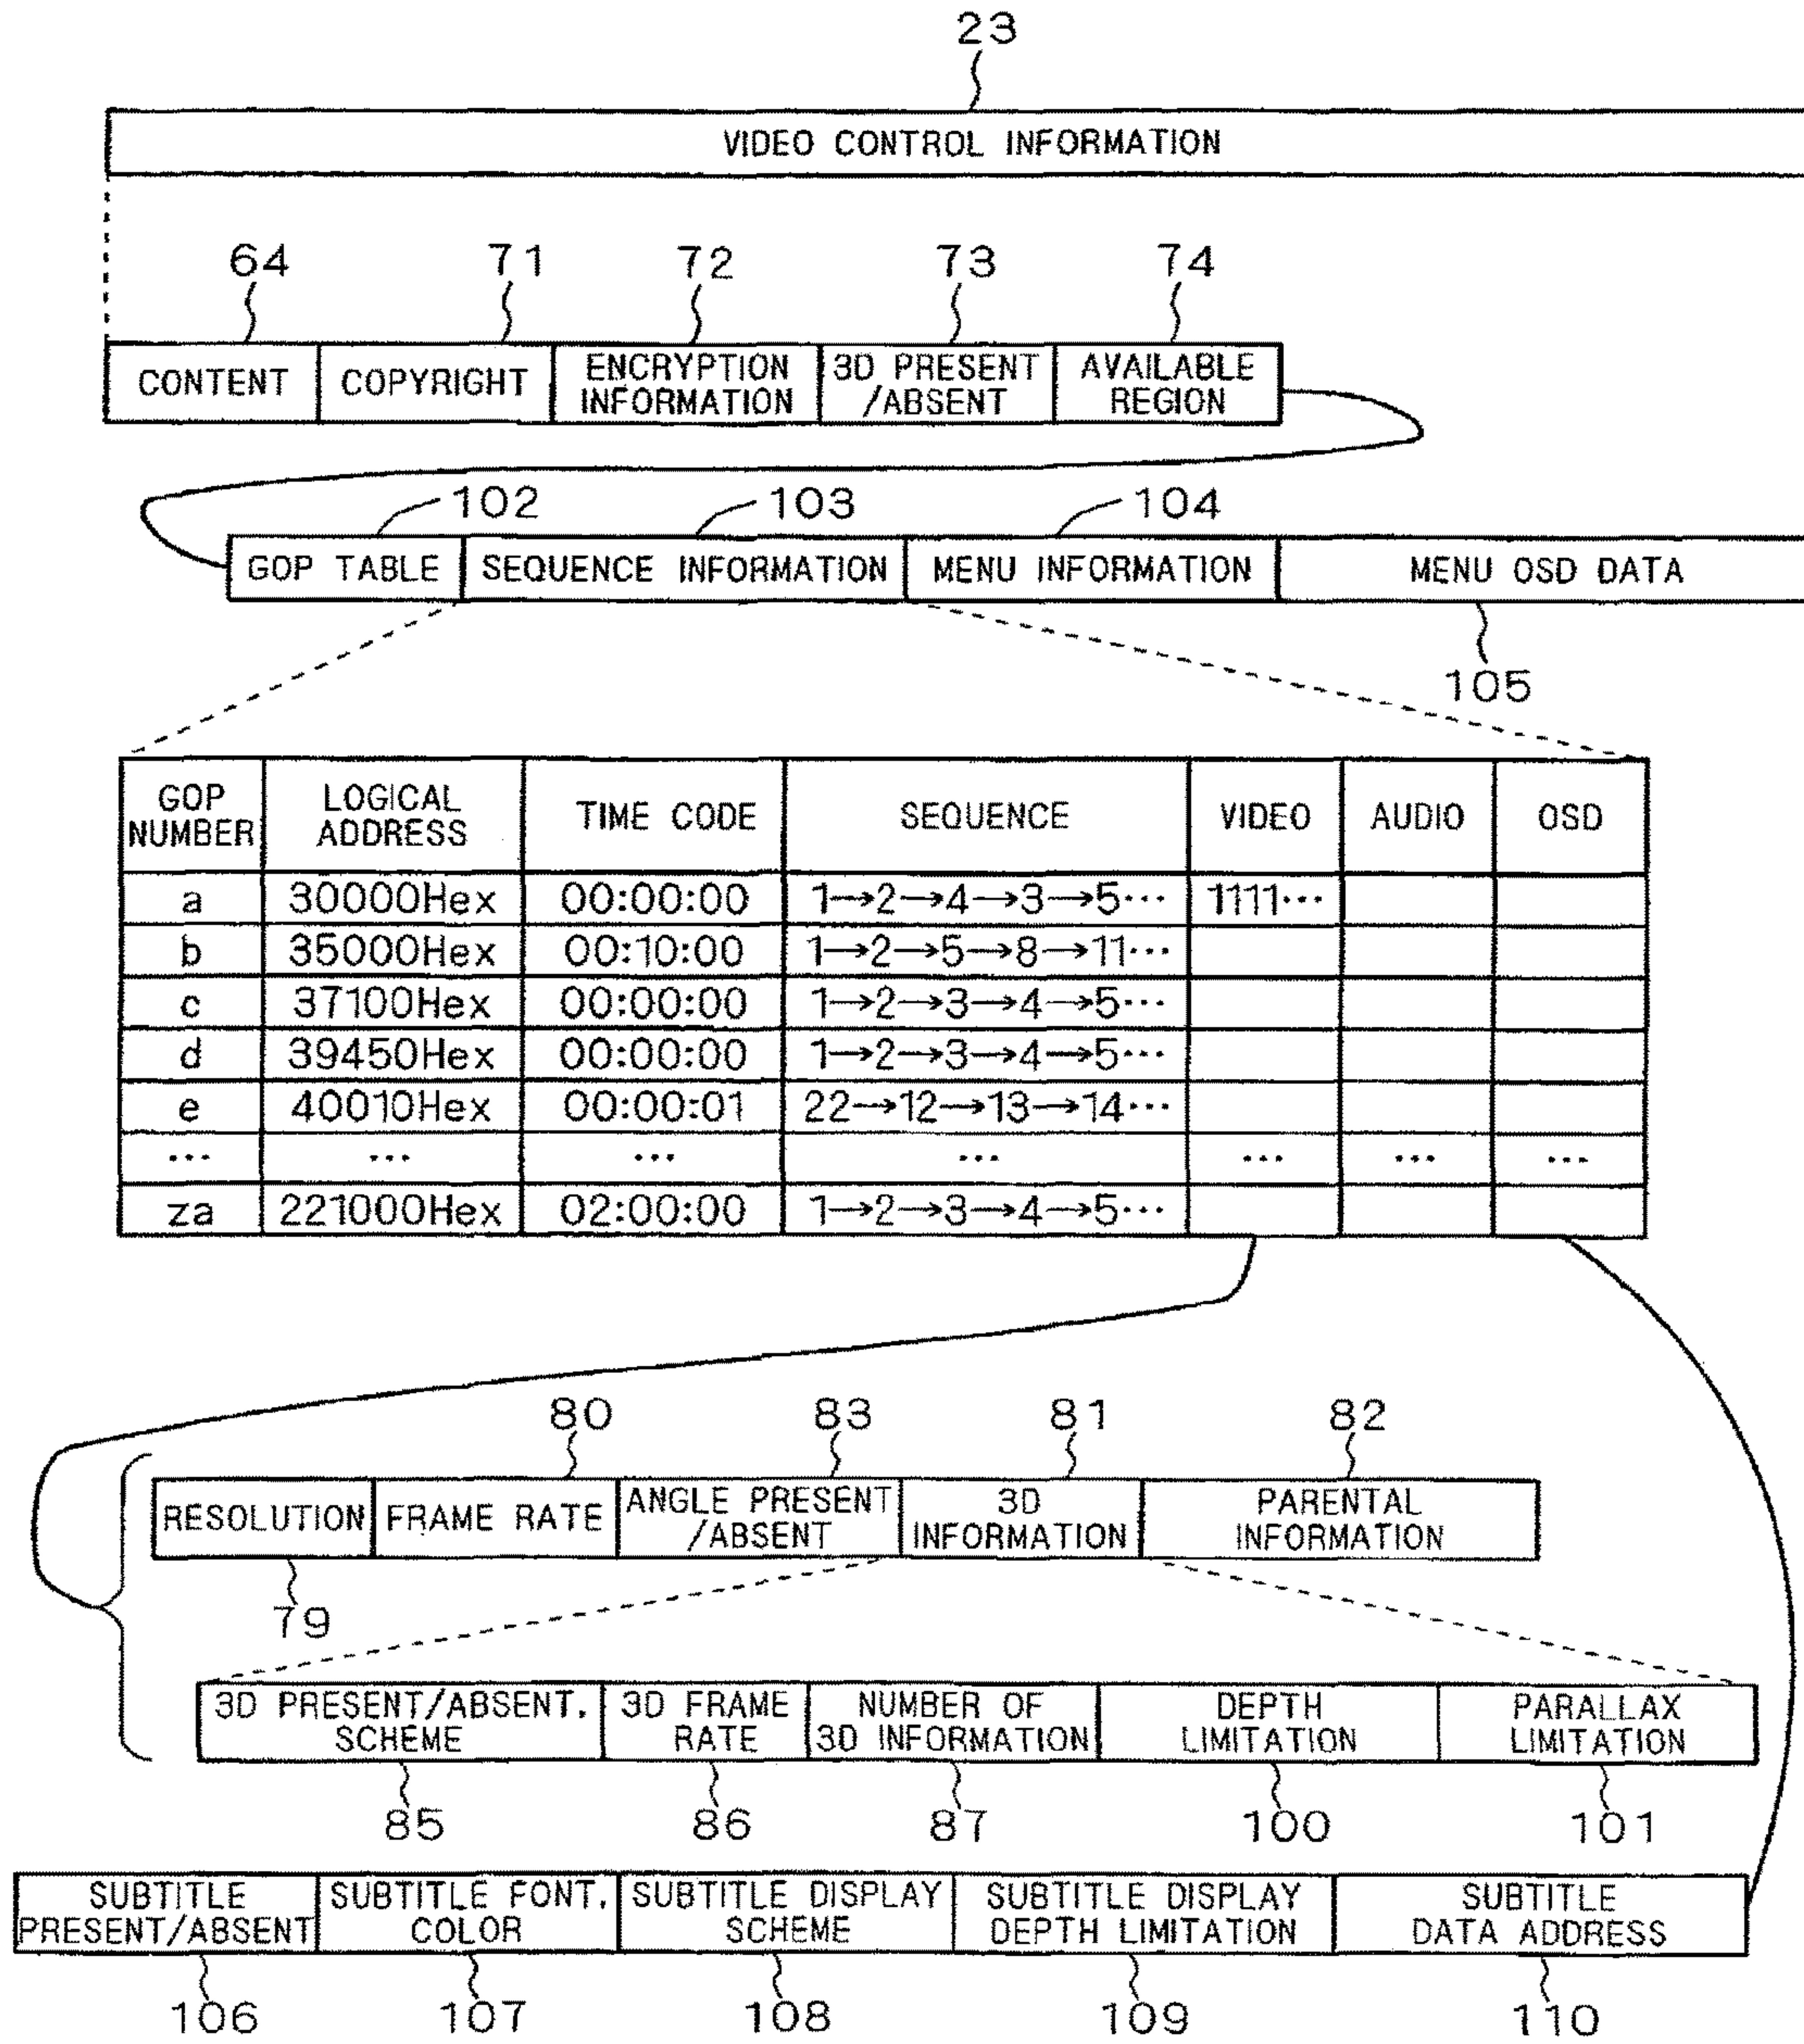 23
VIDEO CONTROL INFORMATION
64 71 72 73 74
CONTENT COPYRIGHT ENCRYPTION INFORMATION 3D PRESENT /ABSENT AVAILABLE REGION
102 103 104
GOP TABLE SEQUENCE INFORMATION MENU INFORMATION MENU OSD DATA
105
GOP NUMBER LOGICAL ADDRESS TIME CODE SEQUENCE VIDEO AUDIO OSD
a 30000Hex 00:00:00 1→2→4→3→5··· 1111···
b 35000Hex 00:10:00 1→2→5→8→11···
c 37100Hex 00:00:00 1→2→3→4→5···
d 39450Hex 00:00:00 1→2→3→4→5···
e 40010Hex 00:00:01 22→12→13→14···
··· ··· ··· ··· ··· ··· ···
za 221000Hex 02:00:00 1→2→3→4→5···
80 83 81 82
RESOLUTION FRAME RATE ANGLE PRESENT /ABSENT 3D INFORMATION PARENTAL INFORMATION
79
3D PRESENT/ABSENT, SCHEME 3D FRAME RATE NUMBER OF 3D INFORMATION DEPTH LIMITATION PARALLAX LIMITATION
85 86 87 100 101
SUBTITLE PRESENT/ABSENT SUBTITLE FONT, COLOR SUBTITLE DISPLAY SCHEME SUBTITLE DISPLAY DEPTH LIMITATION SUBTITLE DATA ADDRESS
106 107 108 109 110